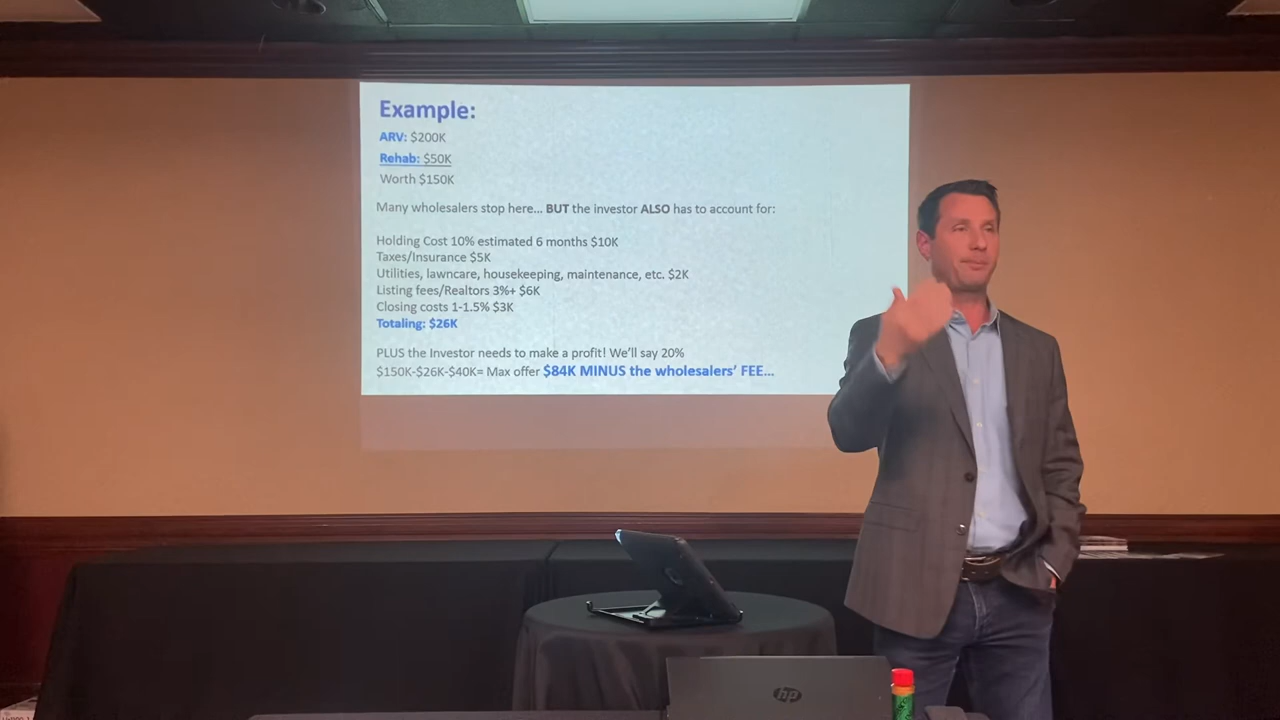 Example:
ARV: $200K
Rehab: $50K
Worth $150K
Many wholesalers stop here... BUT the investor ALSO has to account for:
Holding Cost 10% estimated 6 months $10K
Taxes/Insurance $5K
Utilities, lawncare, housekeeping, maintenance, etc. $2K
Listing fees/Realtors 3%+ $6K
Closing costs 1-1.5% $3K
Totaling: $26K
PLUS the Investor needs to make a profit! We'll say 20%
$150K-$26K-$40K= Max offer $84K MINUS the wholesalers' FEE...
hp